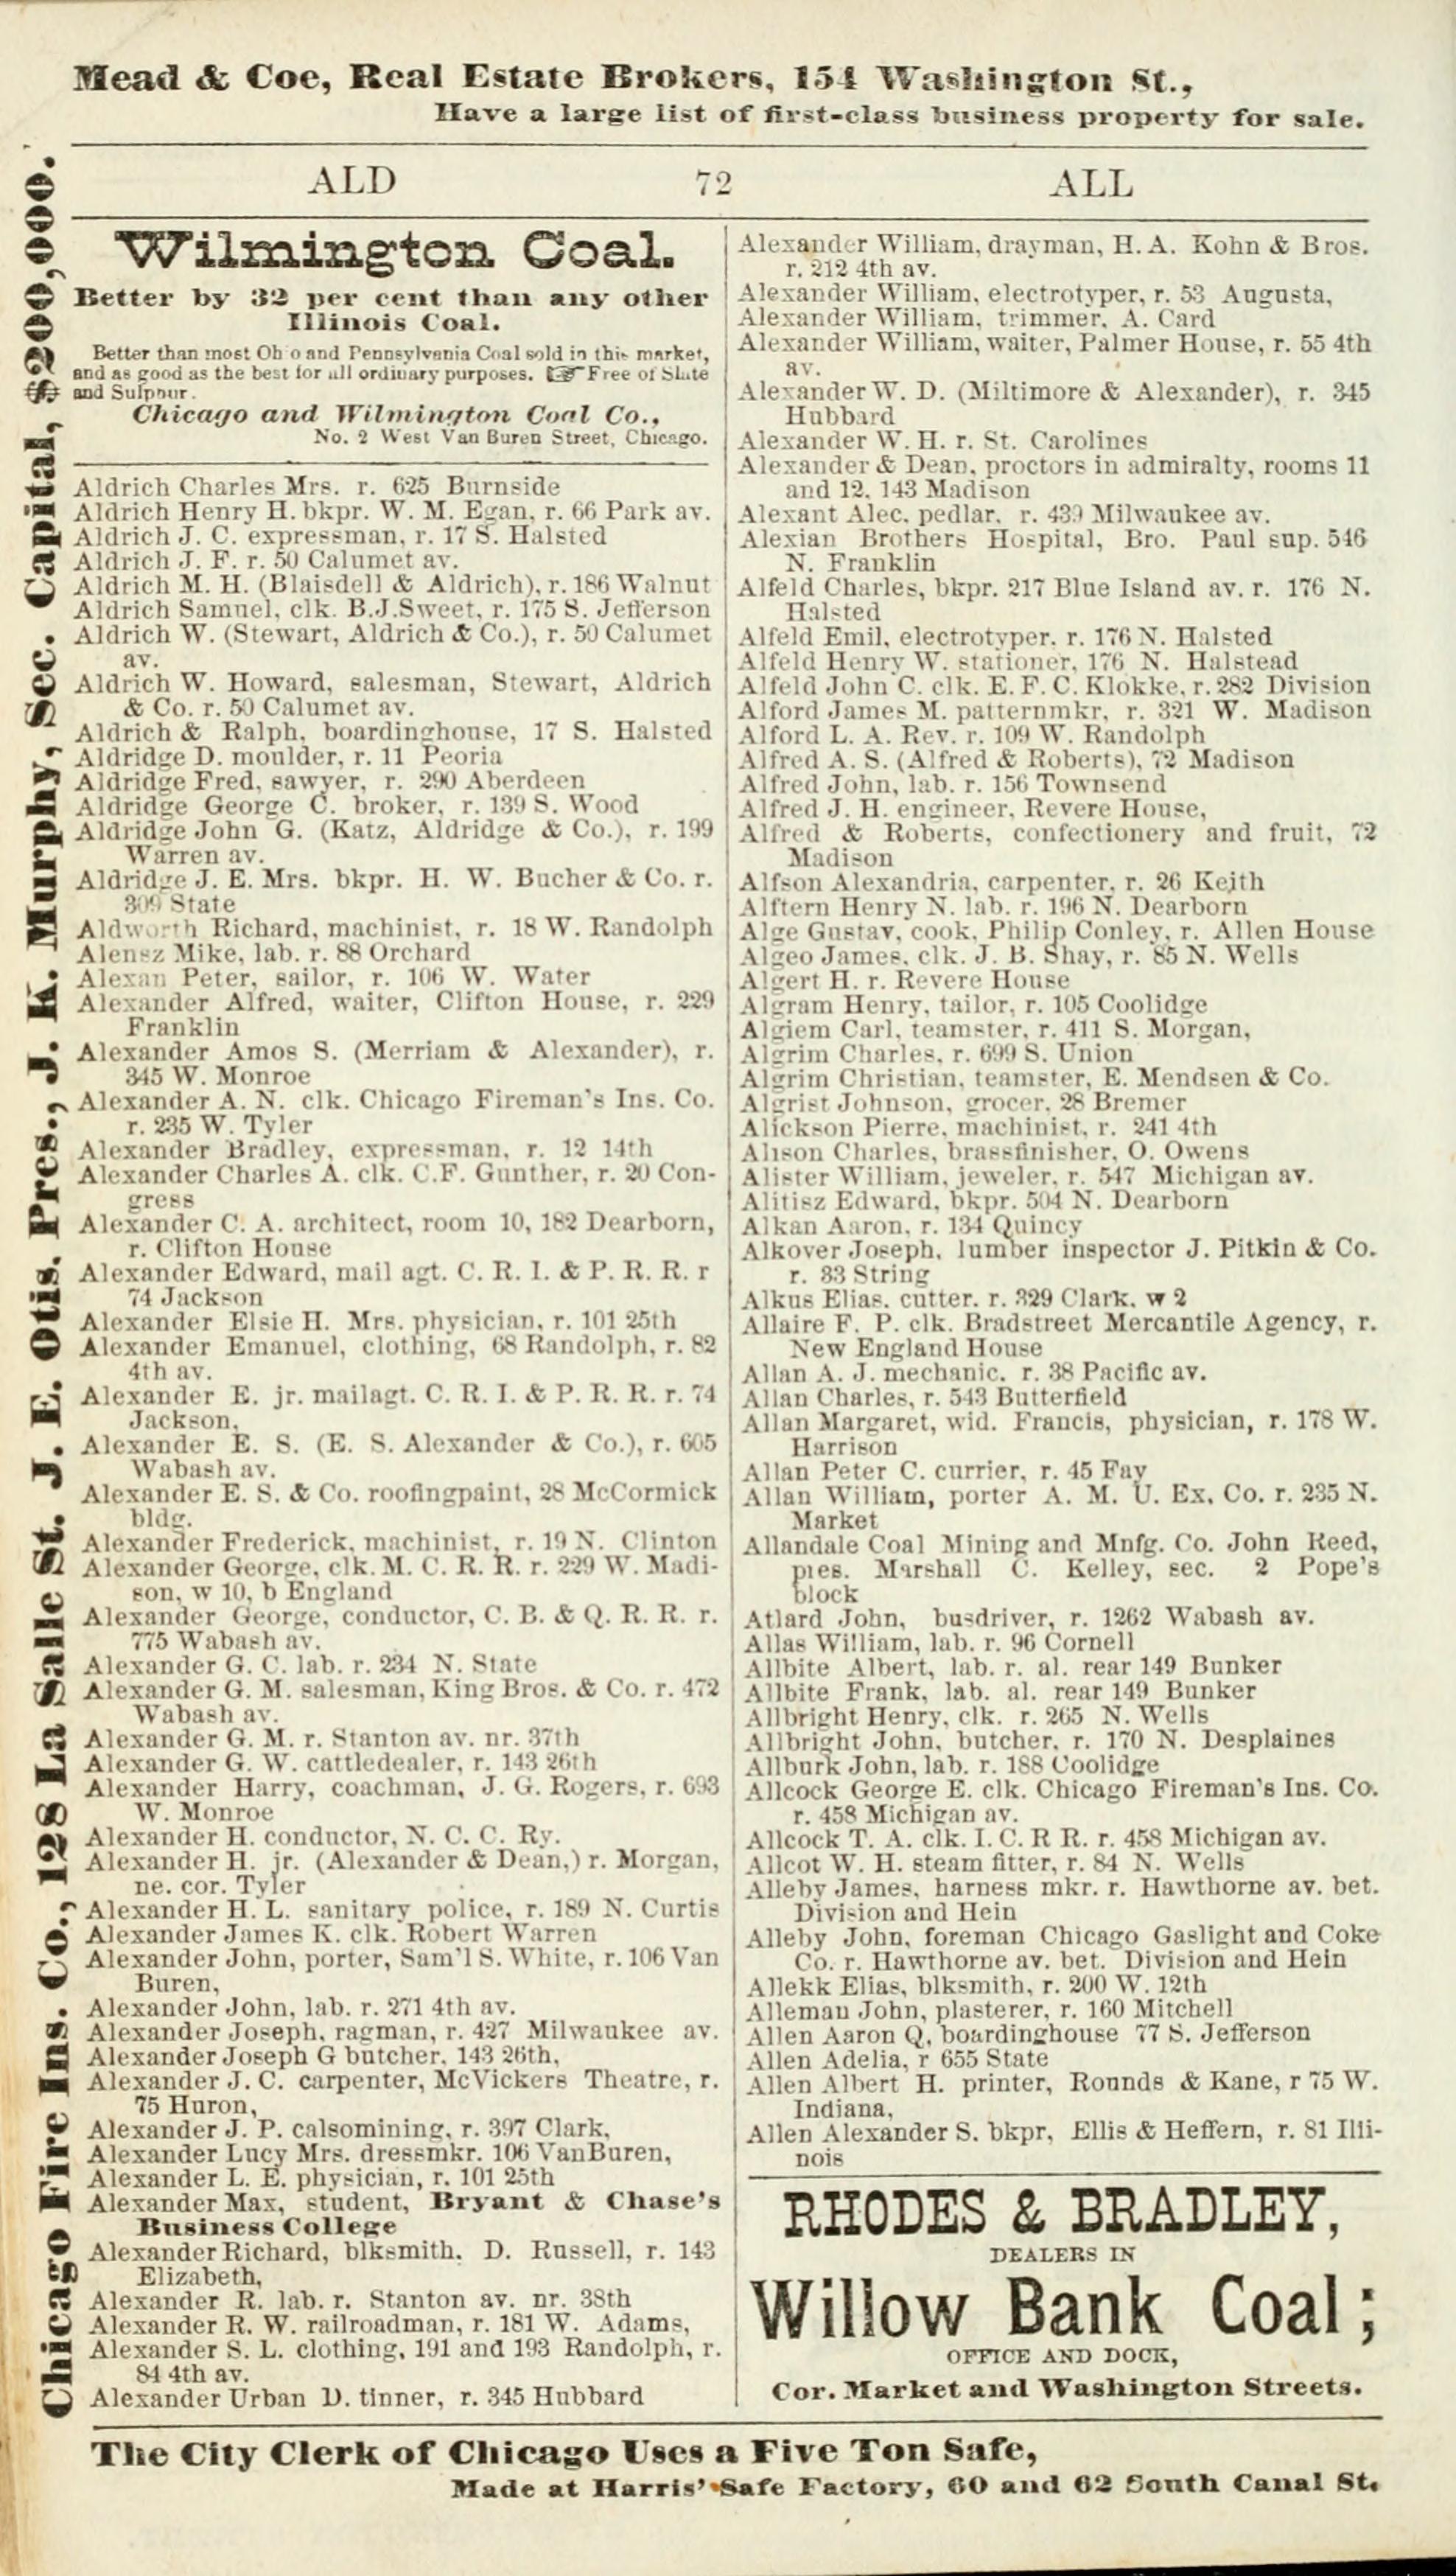 Mead & Coe, Real Estate Brokers, 154 Washington St.,
Have a large list of first-class business property for sale.
ALD 72 ALL
Wilmington Coal.
Better by 32 per cent than any other
Illinois Coal.
Better than most Oh o and Pennsylvania Coal sold in this market,
and as good as the best for all ordinary purposes. ☞ Free of Slate
and Sulphur.
Chicago and Wilmington Coal Co.,
No. 2 West Van Buren Street, Chicago.
Aldrich Charles Mrs. r. 625 Burnside
Aldrich Henry H. bkpr. W. M. Egan, r. 66 Park av.
Aldrich J. C. expressman, r. 17 S. Halsted
Aldrich J. F. r. 50 Calumet av.
Aldrich M. H. (Blaisdell & Aldrich), r. 186 Walnut
Aldrich Samuel, clk. B.J.Sweet, r. 175 S. Jefferson
Aldrich W. (Stewart, Aldrich & Co.), r. 50 Calumet
av.
Aldrich W. Howard, salesman, Stewart, Aldrich
& Co. r. 50 Calumet av.
Aldrich & Ralph, boardinghouse, 17 S. Halsted
Aldridge D. moulder, r. 11 Peoria
Aldridge Fred, sawyer, r. 290 Aberdeen
Aldridge George C. broker, r. 139 S. Wood
Aldridge John G. (Katz, Aldridge & Co.), r. 199
Warren av.
Aldridge J. E. Mrs. bkpr. H. W. Bucher & Co. r.
309 State
Aldworth Richard, machinist, r. 18 W. Randolph
Alensz Mike, lab. r. 88 Orchard
Alexan Peter, sailor, r. 106 W. Water
Alexander Alfred, waiter, Clifton House, r. 229
Franklin
Alexander Amos S. (Merriam & Alexander), r.
345 W. Monroe
Alexander A. N. clk. Chicago Fireman's Ins. Co.
r. 235 W. Tyler
Alexander Bradley, expressman, r. 12 14th
Alexander Charles A. clk. C.F. Gunther, r. 20 Con-
gress
Alexander C. A. architect, room 10, 182 Dearborn,
r. Clifton House
Alexander Edward, mail agt. C. R. I. & P. R. R. r
74 Jackson
Alexander Elsie H. Mrs. physician, r. 101 25th
Alexander Emanuel, clothing, 68 Randolph, r. 82
4th av.
Alexander E. jr. mailagt. C. R. I. & P. R. R. r. 74
Jackson,
Alexander E. S. (E. S. Alexander & Co.), r. 605
Wabash av.
Alexander E. S. & Co. roofingpaint, 28 McCormick
bldg.
Alexander Frederick, machinist, r. 19 N. Clinton
Alexander George, clk. M. C. R. R. r. 229 W. Madi-
son, w 10, b England
Alexander George, conductor, C. B. & Q. R. R. r.
775 Wabash av.
Alexander G. C. lab. r. 234 N. State
Alexander G. M. salesman, King Bros. & Co. r. 472
Wabash av.
Alexander G. M. r. Stanton av. nr. 37th
Alexander G. W. cattledealer, r. 143 26th
Alexander Harry, coachman, J. G. Rogers, r. 693
W. Monroe
Alexander H. conductor, N. C. C. Ry.
Alexander H. jr. (Alexander & Dean,) r. Morgan,
ne. cor. Tyler
Alexander H. L. sanitary police, r. 189 N. Curtis
Alexander James K. clk. Robert Warren
Alexander John, porter, Sam'l S. White, r. 106 Van
Buren,
Alexander John, lab. r. 271 4th av.
Alexander Joseph, ragman, r. 427 Milwaukee av.
Alexander Joseph G butcher, 143 26th,
Alexander J. C. carpenter, McVickers Theatre, r.
75 Huron,
Alexander J. P. calsomining, r. 397 Clark,
Alexander Lucy Mrs. dressmkr. 106 VanBuren,
Alexander L. E. physician, r. 101 25th
Alexander Max, student, Bryant & Chase's
Business College
Alexander Richard, blksmith, D. Russell, r. 143
Elizabeth,
Alexander R. lab. r. Stanton av. nr. 38th
Alexander R. W. railroadman, r. 181 W. Adams,
Alexander S. L. clothing, 191 and 193 Randolph, r.
84 4th av.
Alexander Urban D. tinner, r. 345 Hubbard
Alexander William, drayman, H. A. Kohn & Bros.
r. 212 4th av.
Alexander William, electrotyper, r. 53 Augusta,
Alexander William, trimmer, A. Card
Alexander William, waiter, Palmer House, r. 55 4th
av.
Alexander W. D. (Miltimore & Alexander), r. 345
Hubbard
Alexander W. H. r. St. Carolines
Alexander & Dean, proctors in admiralty, rooms 11
and 12, 143 Madison
Alexant Alec, pedlar, r. 439 Milwaukee av.
Alexian Brothers Hospital, Bro. Paul sup. 546
N. Franklin
Alfeld Charles, bkpr. 217 Blue Island av. r. 176 N.
Halsted
Alfeld Emil, electrotyper, r. 176 N. Halsted
Alfeld Henry W. stationer, 176 N. Halstead
Alfeld John C. clk. E. F. C. Klokke, r. 282 Division
Alford James M. patternmkr, r. 321 W. Madison
Alford L. A. Rev. r. 109 W. Randolph
Alfred A. S. (Alfred & Roberts), 72 Madison
Alfred John, lab. r. 156 Townsend
Alfred J. H. engineer, Revere House,
Alfred & Roberts, confectionery and fruit, 72
Madison
Alfson Alexandria, carpenter, r. 26 Keith
Alftern Henry N. lab. r. 196 N. Dearborn
Alge Gustav, cook, Philip Conley, r. Allen House
Algeo James, clk. J. B. Shay, r. 85 N. Wells
Algert H. r. Revere House
Algram Henry, tailor, r. 105 Coolidge
Algiem Carl, teamster, r. 411 S. Morgan,
Algrim Charles, r. 699 S. Union
Algrim Christian, teamster, E. Mendsen & Co.
Algrist Johnson, grocer, 28 Bremer
Alickson Pierre, machinist, r. 241 4th
Alison Charles, brassfinisher, O. Owens
Alister William, jeweler, r. 547 Michigan av.
Alitisz Edward, bkpr. 504 N. Dearborn
Alkan Aaron, r. 134 Quincy
Alkover Joseph, lumber inspector J. Pitkin & Co.
r. 33 String
Alkus Elias, cutter, r. 329 Clark, w 2
Allaire F. P. clk. Bradstreet Mercantile Agency, r.
New England House
Allan A. J. mechanic, r. 38 Pacific av.
Allan Charles, r. 543 Butterfield
Allan Margaret, wid. Francis, physician, r. 178 W.
Harrison
Allan Peter C. currier, r. 45 Fay
Allan William, porter A. M. U. Ex, Co. r. 235 N.
Market
Allandale Coal Mining and Mnfg. Co. John Reed,
pres. Marshall C. Kelley, sec. 2 Pope's
block
Atlard John, busdriver, r. 1262 Wabash av.
Allas William, lab. r. 96 Cornell
Allbite Albert, lab. r. al. rear 149 Bunker
Allbite Frank, lab. al. rear 149 Bunker
Allbright Henry, clk. r. 265 N. Wells
Allbright John, butcher, r. 170 N. Desplaines
Allburk John, lab. r. 188 Coolidge
Allcock George E. clk. Chicago Fireman's Ins. Co.
r. 458 Michigan av.
Allcock T. A. clk. I. C. R R. r. 458 Michigan av.
Allcot W. H. steam fitter, r. 84 N. Wells
Alleby James, harness mkr. r. Hawthorne av. bet.
Division and Hein
Alleby John, foreman Chicago Gaslight and Coke
Co. r. Hawthorne av. bet. Division and Hein
Allekk Elias, blksmith, r. 200 W. 12th
Alleman John, plasterer, r. 160 Mitchell
Allen Aaron Q, boardinghouse 77 S. Jefferson
Allen Adelia, r 655 State
Allen Albert H. printer, Rounds & Kane, r 75 W.
Indiana,
Allen Alexander S. bkpr, Ellis & Heffern, r. 81 Illi-
nois
RHODES & BRADLEY,
DEALERS IN
Willow Bank Coal;
OFFICE AND DOCK,
Cor. Market and Washington Streets.
Chicago Fire Ins. Co., 128 La Salle St. J. E. Otis, Pres., J. K. Murphy, Sec. Capital, $200,000.
The City Clerk of Chicago Uses a Five Ton Safe,
Made at Harris' Safe Factory, 60 and 62 South Canal St.